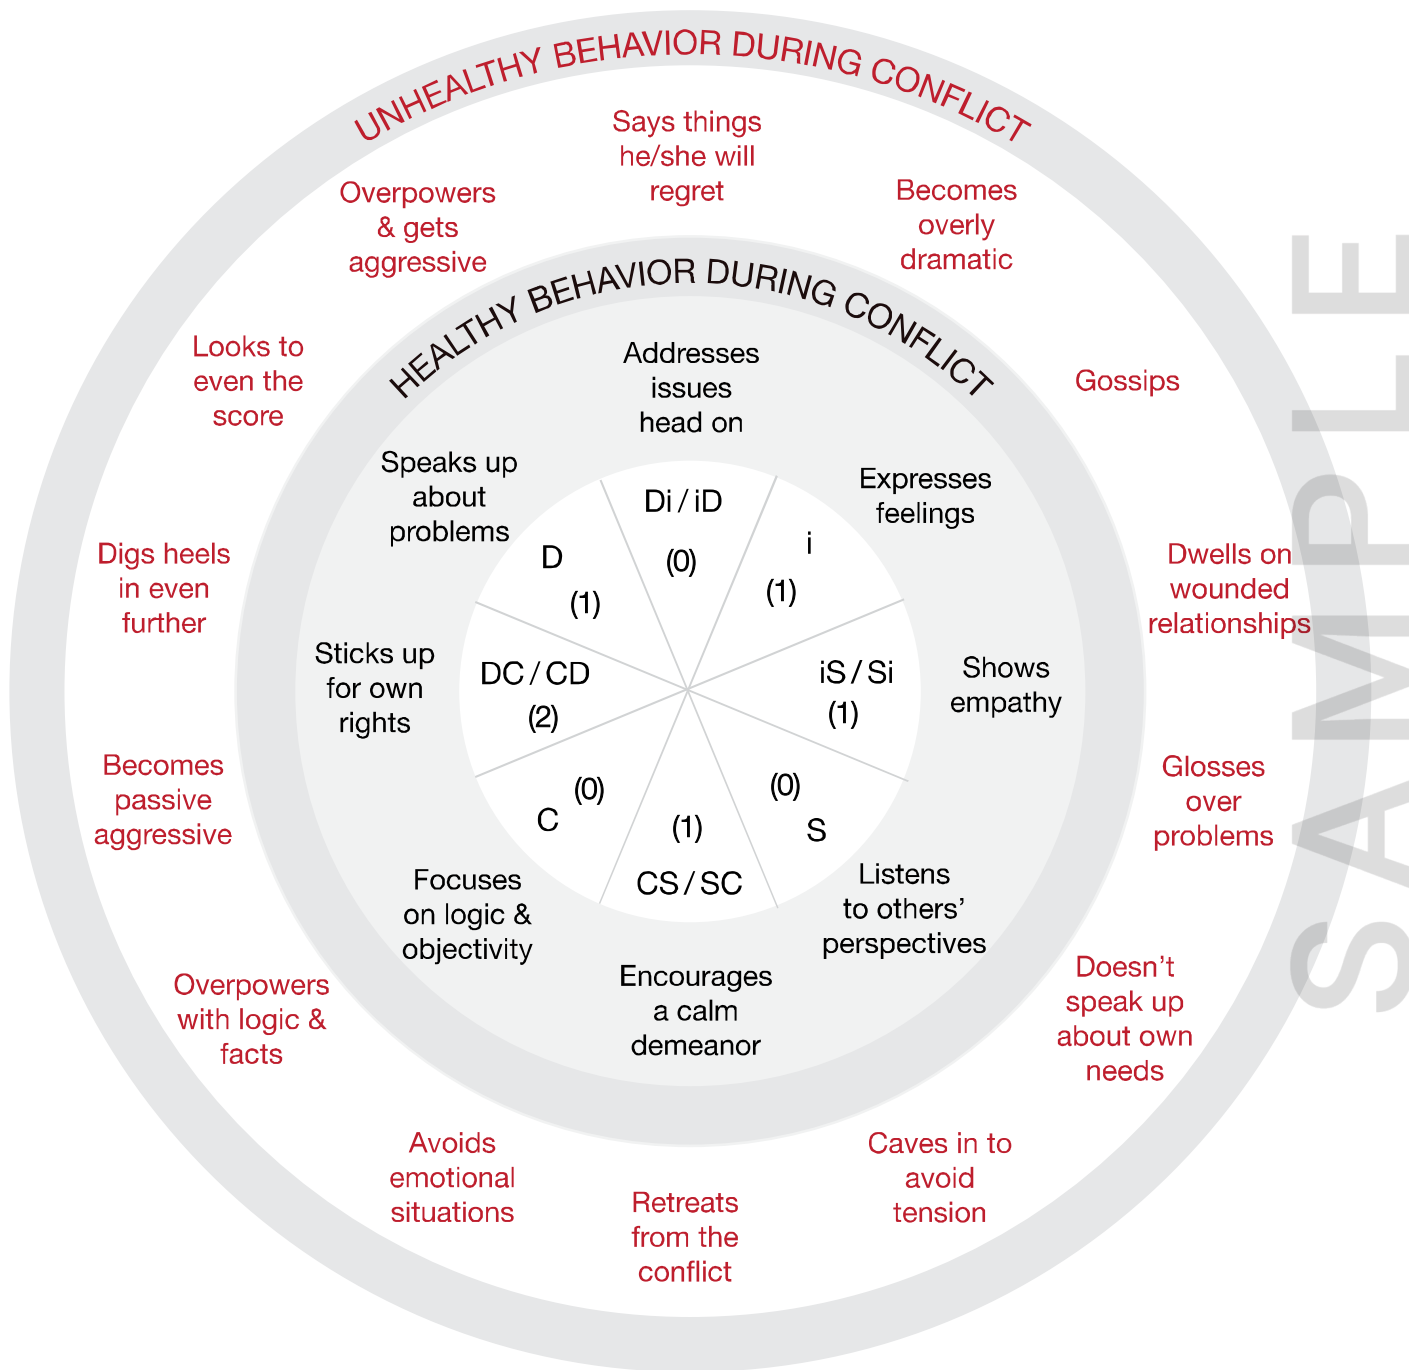 UNHEALTHY BEHAVIOR DURING CONFLICT
Says things
he/she will
regret
Becomes
overly
dramatic
Gossips
Dwells on
wounded
relationships
Glosses
over
problems
Doesn't
speak up
about own
needs
Caves in to
avoid
tension
Retreats
from the
conflict
Avoids
emotional
situations
Overpowers
with logic &
facts
Becomes
passive
aggressive
Digs heels
in even
further
Looks to
even the
score
Overpowers
& gets
aggressive
HEALTHY BEHAVIOR DURING CONFLICT
Addresses
issues
head on
Expresses
feelings
Shows
empathy
Listens
to others’
perspectives
Encourages
a calm
demeanor
Focuses
on logic &
objectivity
Sticks up
for own
rights
Speaks up
about
problems
Di / iD
(0)
i
(1)
iS / Si
(1)
(0)
S
(1)
CS / SC
(0)
C
DC / CD
(2)
D
(1)
SAMPLE